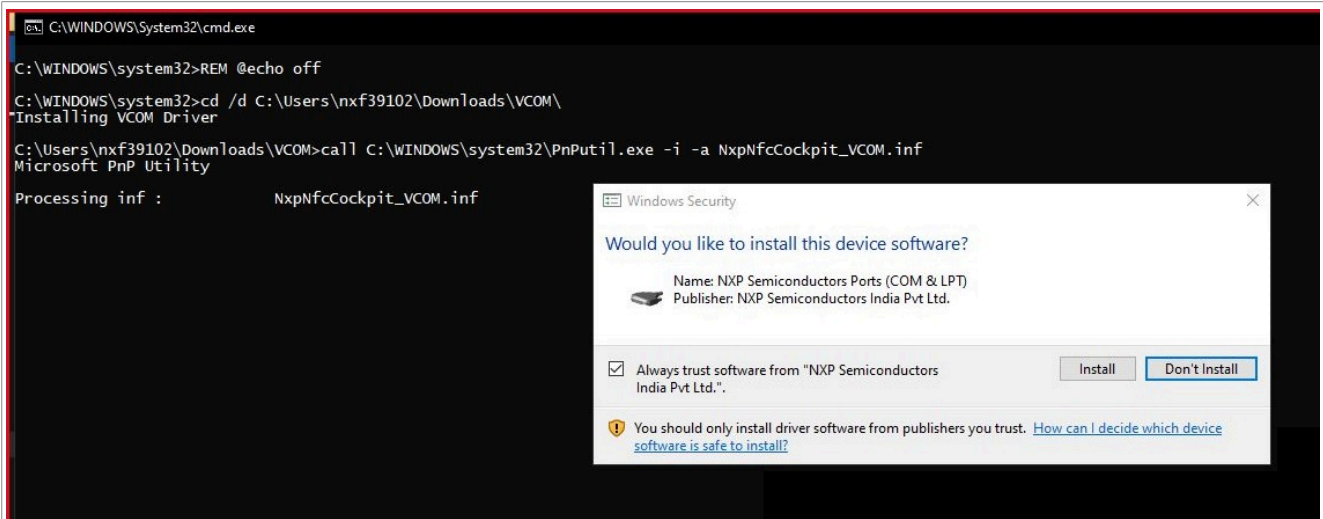 C:\WINDOWS\System32\cmd.exe
C:\WINDOWS\system32>REM @echo off
C:\WINDOWS\system32>cd /d C:\Users\nxf39102\Downloads\VCOM\
Installing VCOM Driver
C:\Users\nxf39102\Downloads\VCOM>call C:\WINDOWS\system32\PnPutil.exe -i -a NxpNfcCockpit_VCOM.inf
Microsoft PnP Utility
Processing inf :            NxpNfcCockpit_VCOM.inf
Windows Security
Would you like to install this device software?
Name: NXP Semiconductors Ports (COM & LPT)
Publisher: NXP Semiconductors India Pvt Ltd.
Always trust software from "NXP Semiconductors
India Pvt Ltd.".
Install
Don't Install
You should only install driver software from publishers you trust. How can I decide which device
software is safe to install?